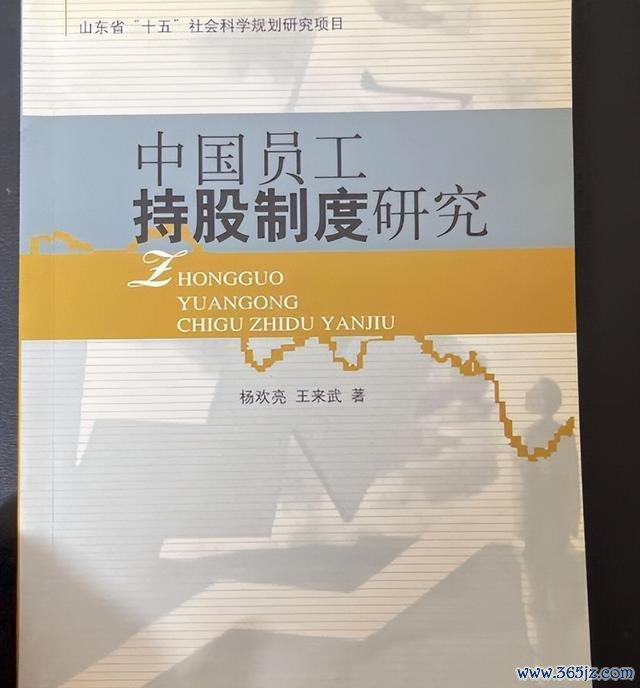 山东省“十五”社会科学规划研究项目
中国员工
持股制度研究
ZHONGGUO
YUANGONG
CHIGU ZHIDU YANJIU
杨欢亮 王来武 著
www.365jz.com